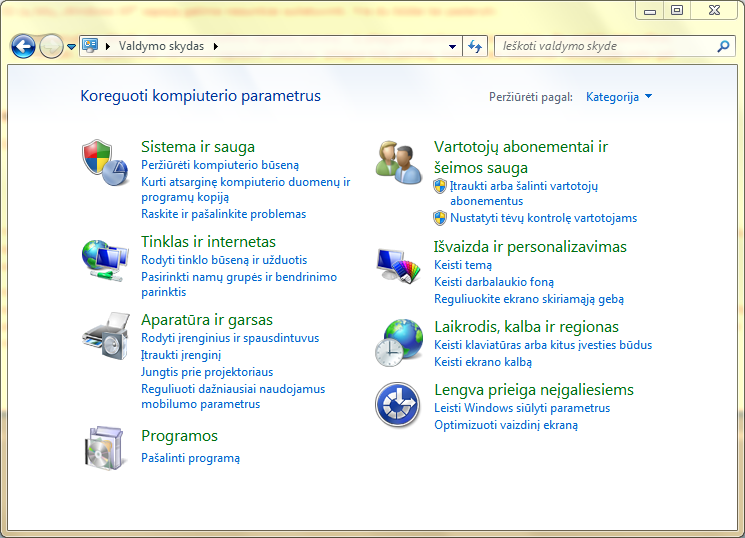 Valdymo skydas
Ieškoti valdymo skyde
Koreguoti kompiuterio parametrus
Peržiūrėti pagal: Kategorija
Sistema ir sauga
Peržiūrėti kompiuterio būseną
Kurti atsarginę kompiuterio duomenų ir
programų kopiją
Raskite ir pašalinkite problemas
Tinklas ir internetas
Rodyti tinklo būseną ir užduotis
Pasirinkti namų grupės ir bendrinimo
parinktis
Aparatūra ir garsas
Rodyti įrenginius ir spausdintuvus
Įtraukti įrenginį
Jungtis prie projektoriaus
Reguliuoti dažniausiai naudojamus
mobilumo parametrus
Programos
Pašalinti programą
Vartotojų abonementai ir
šeimos sauga
Įtraukti arba šalinti vartotojų
abonementus
Nustatyti tėvų kontrolę vartotojams
Išvaizda ir personalizavimas
Keisti temą
Keisti darbalaukio foną
Reguliuokite ekrano skiriamąją gebą
Laikrodis, kalba ir regionas
Keisti klaviatūras arba kitus įvesties būdus
Keisti ekrano kalbą
Lengva prieiga neįgaliesiems
Leisti Windows siūlyti parametrus
Optimizuoti vaizdinį ekraną